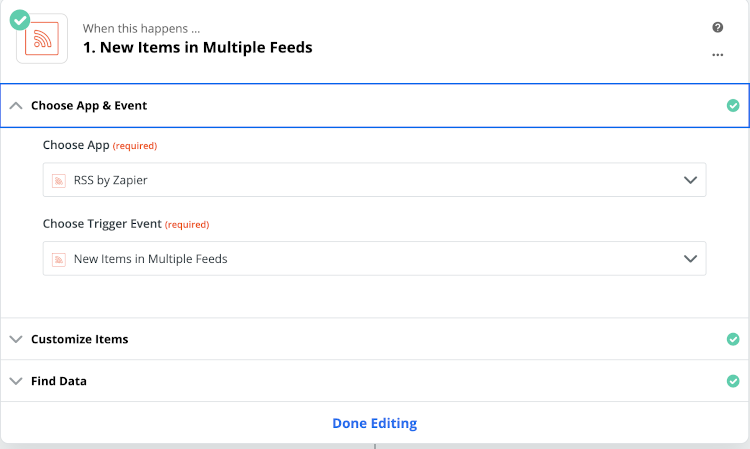 When this happens ...
1. New Items in Multiple Feeds
Choose App & Event
Choose App (required)
RSS by Zapier
Choose Trigger Event (required)
New Items in Multiple Feeds
Customize Items
Find Data
Done Editing